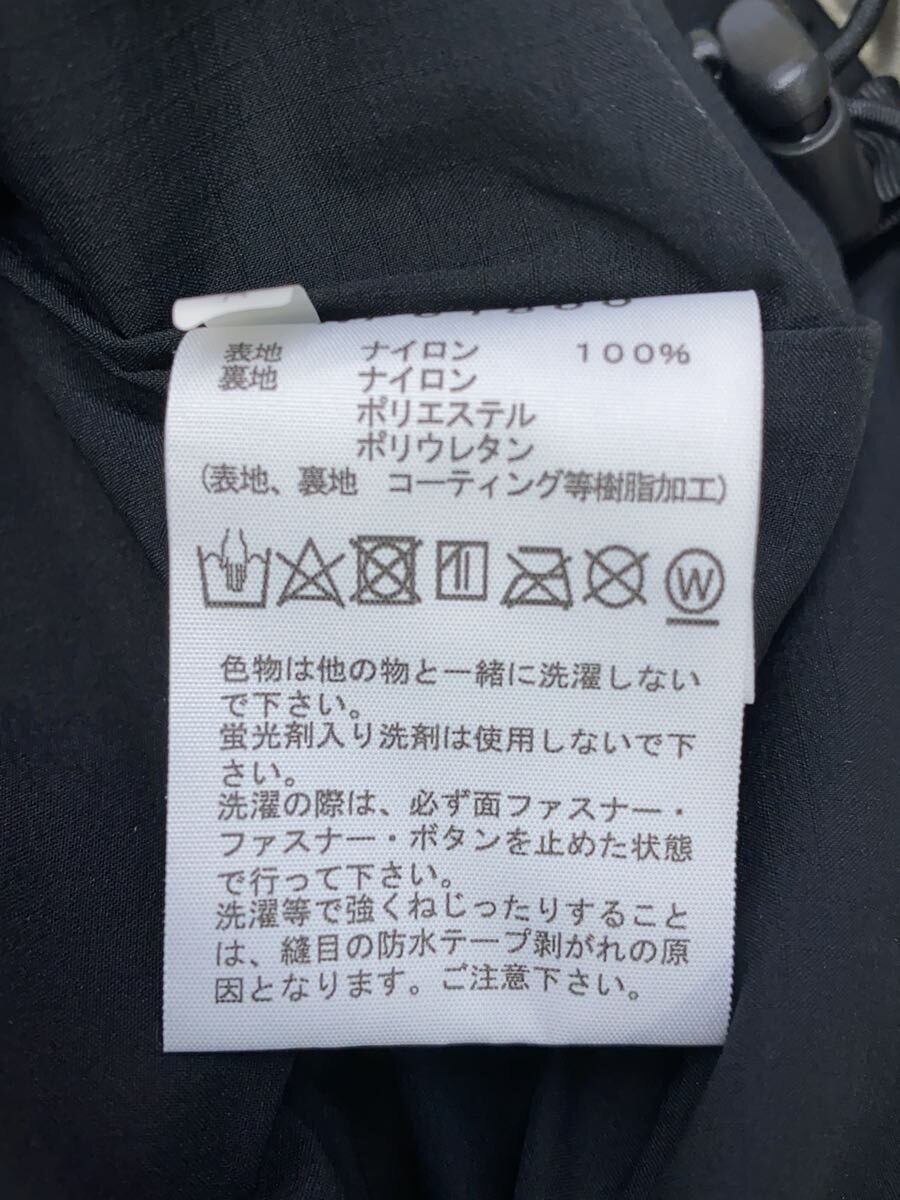 表地 ナイロン 100%
裏地 ナイロン
ポリエステル
ポリウレタン
(表地、裏地 コーティング等樹脂加工)
W
色物は他の物と一緒に洗濯しない
で下さい。
蛍光剤入り洗剤は使用しないで下
さい。
洗濯の際は、必ず面ファスナー・
ファスナー・ボタンを止めた状態
で行って下さい。
洗濯等で強くねじったりすること
は、縫目の防水テープ剥がれの原
因となります。ご注意下さい。